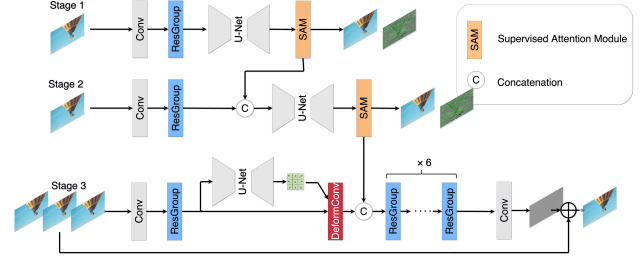 Stage 1
Conv
ResGroup
U-Net
SAM
SAM
Supervised Attention Module
C
Concatenation
Stage 2
Conv
ResGroup
C
U-Net
SAM
Stage 3
Conv
ResGroup
U-Net
DeformConv
C
× 6
ResGroup
ResGroup
Conv